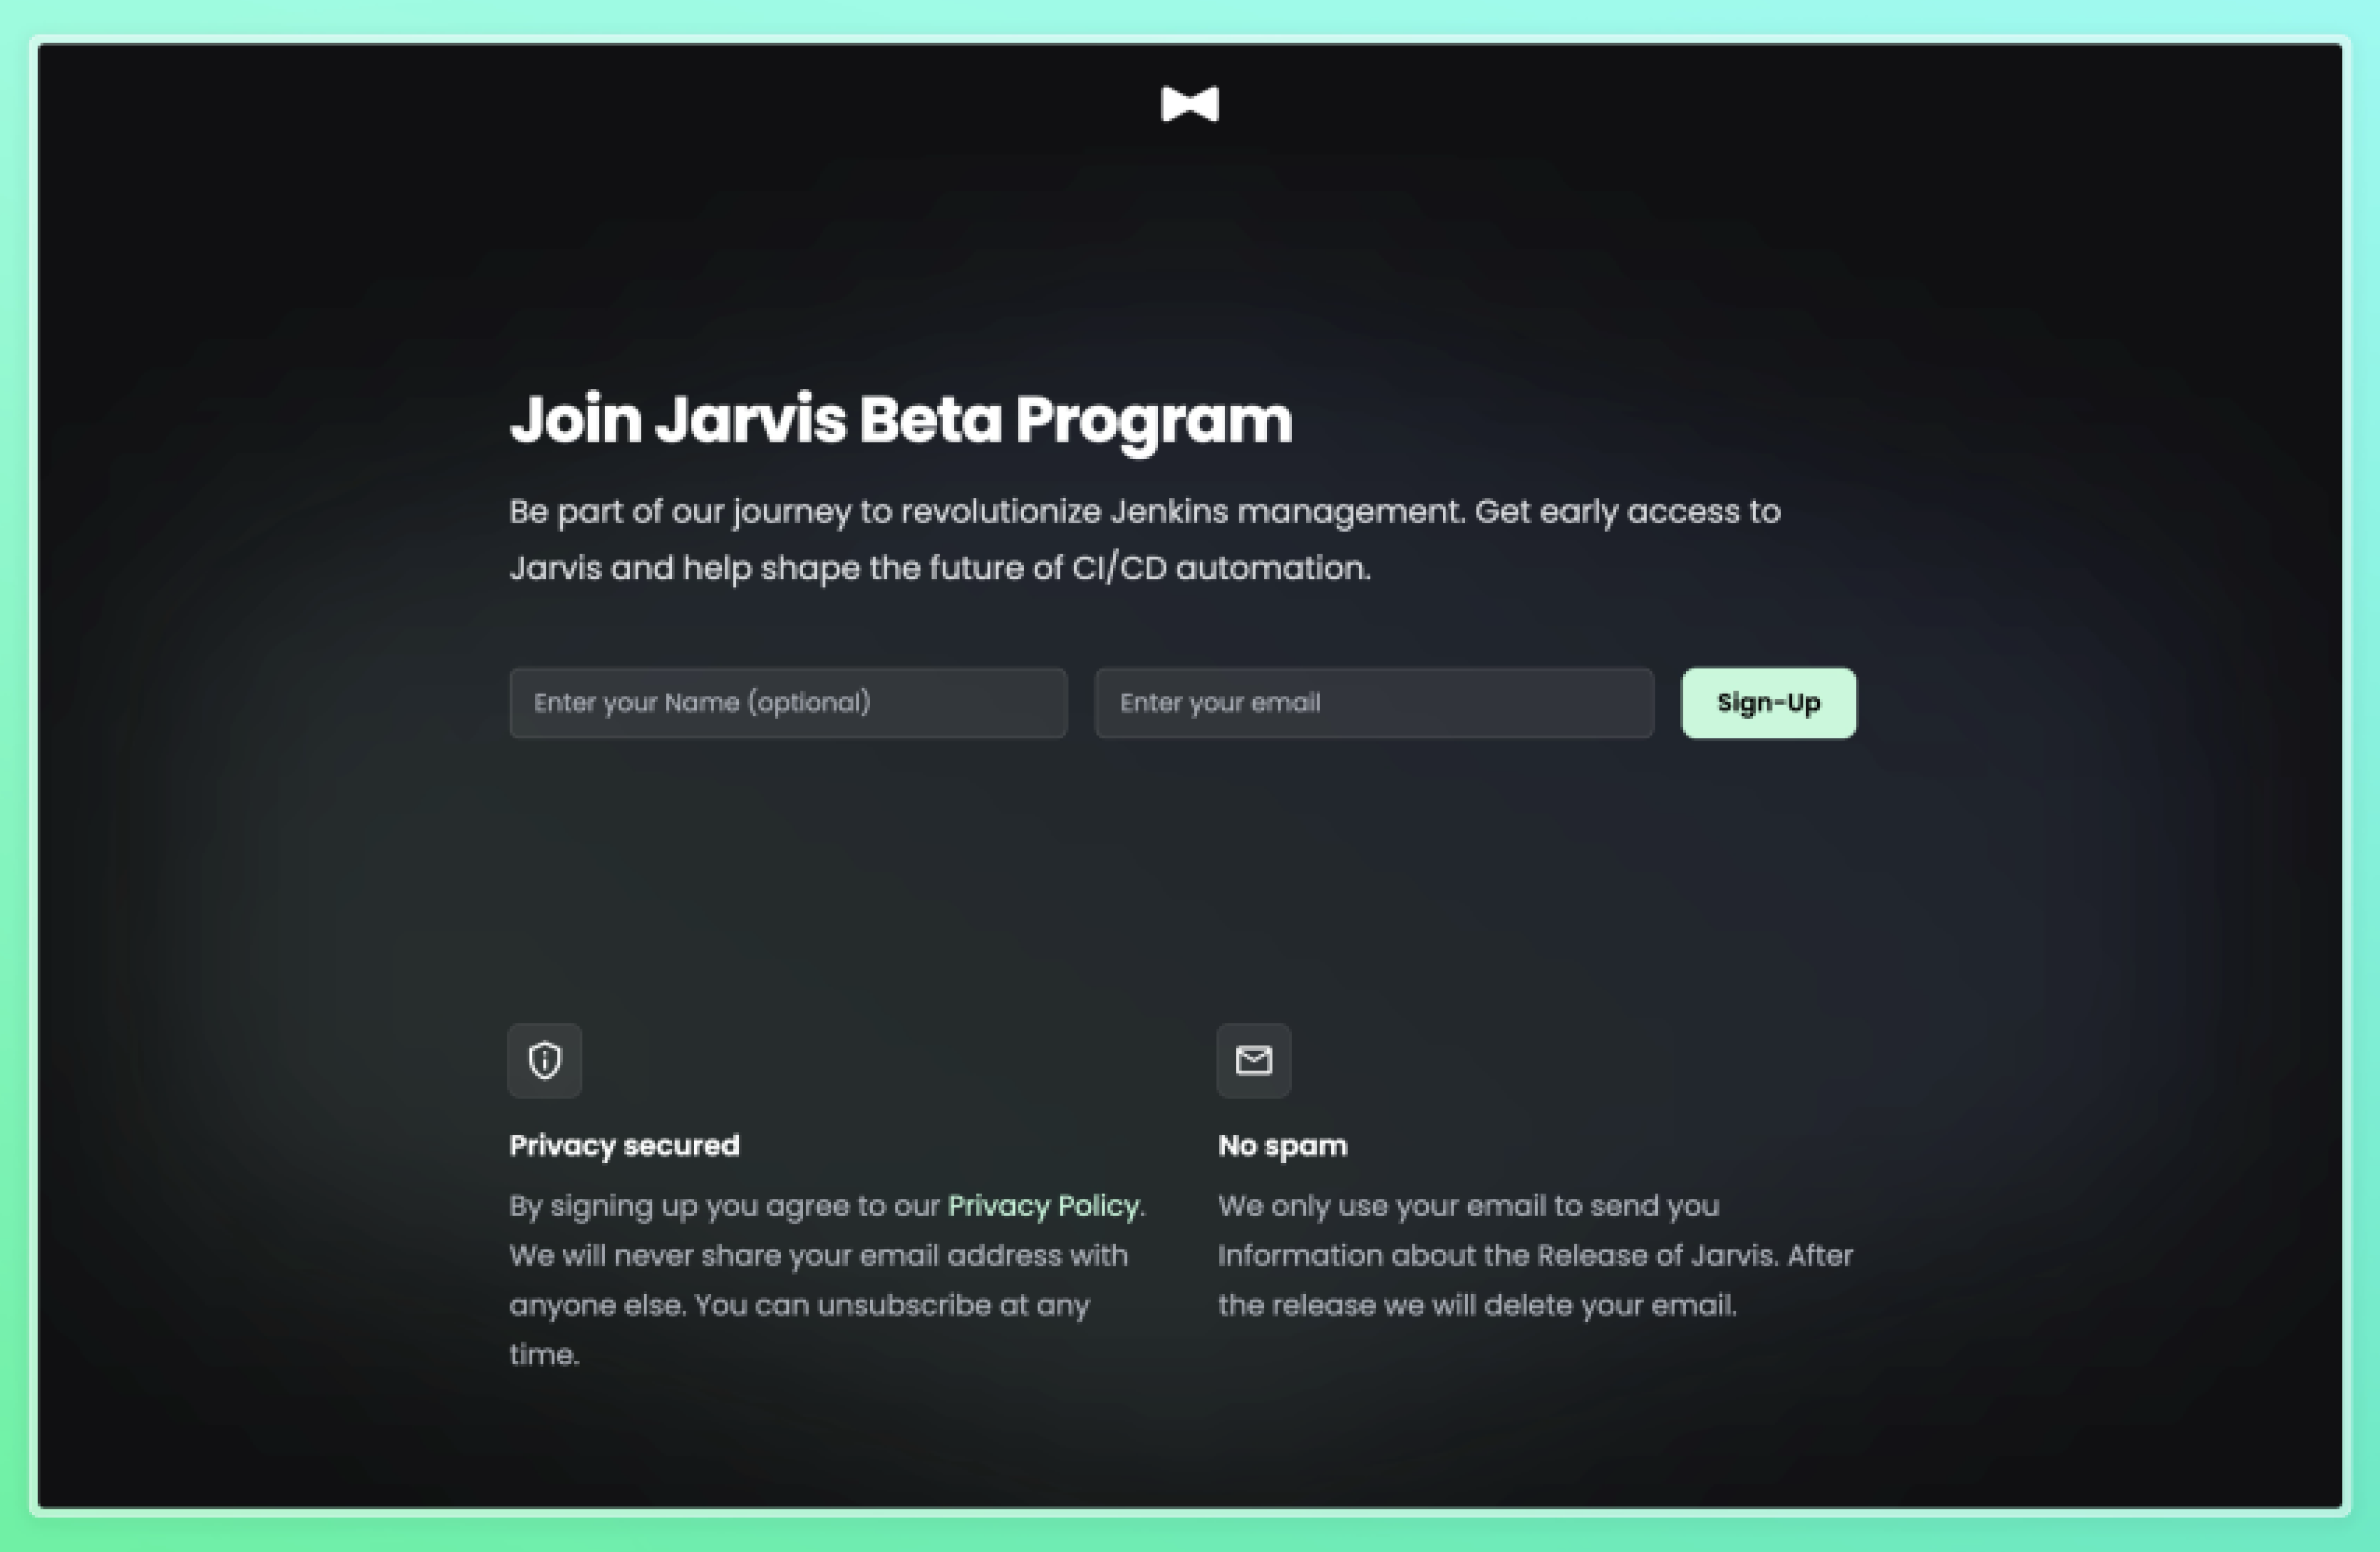 Join Jarvis Beta Program
Be part of our journey to revolutionize Jenkins management. Get early access to
Jarvis and help shape the future of CI/CD automation.
Enter your Name (optional)
Enter your email
Sign-Up
Privacy secured
By signing up you agree to our Privacy Policy.
We will never share your email address with
anyone else. You can unsubscribe at any
time.
No spam
We only use your email to send you
Information about the Release of Jarvis. After
the release we will delete your email.